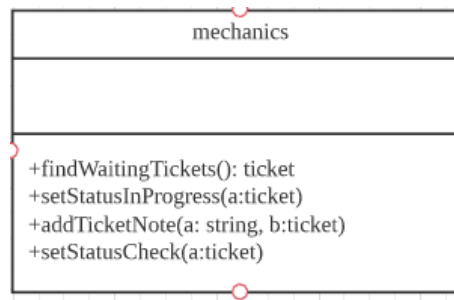 mechanics
+findWaitingTickets(): ticket
+setStatusInProgress(a:ticket)
+addTicketNote(a: string, b:ticket)
+setStatusCheck(a:ticket)